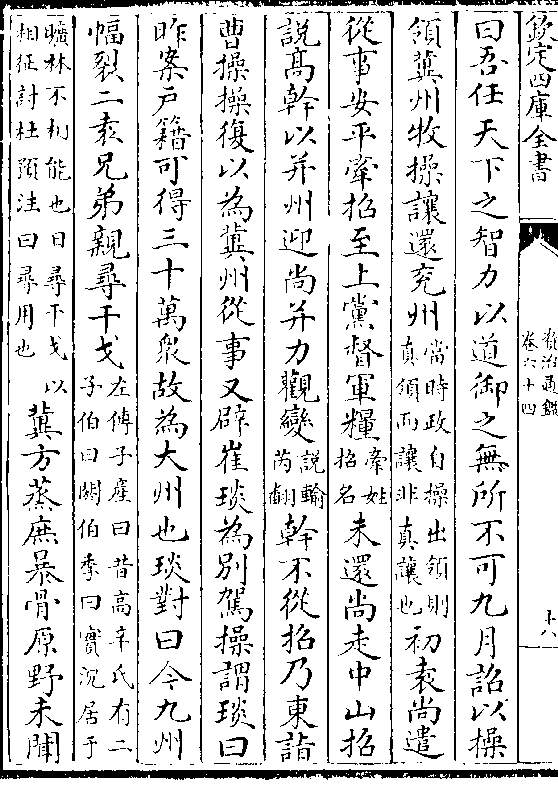 欽定四庫全書
資治通鑑
卷六十四
十八
曰吾任天下之智力以道御之無所不可九月詔以操
領冀州牧操讓還兗州當時政自操出領則真領而讓非真讓也初袁尚遣
從事安平牽招至上黨督軍糧牽姓招名未還尚走中山招
說髙幹以并州迎尚并力觀變說輸芮翻幹不從招乃東詣
曹操操復以為冀州從事又辟崔琰為別駕操謂琰曰
昨案户籍可得三十萬衆故為大州也琰對曰今九州
幅裂二袁兄弟親尋干戈左傳子產曰昔高辛氏有二子伯曰閼伯季曰實沉居于
曠林不相能也日尋干戈以相征討杜預注曰尋用也冀方蒸庶暴骨原野未聞